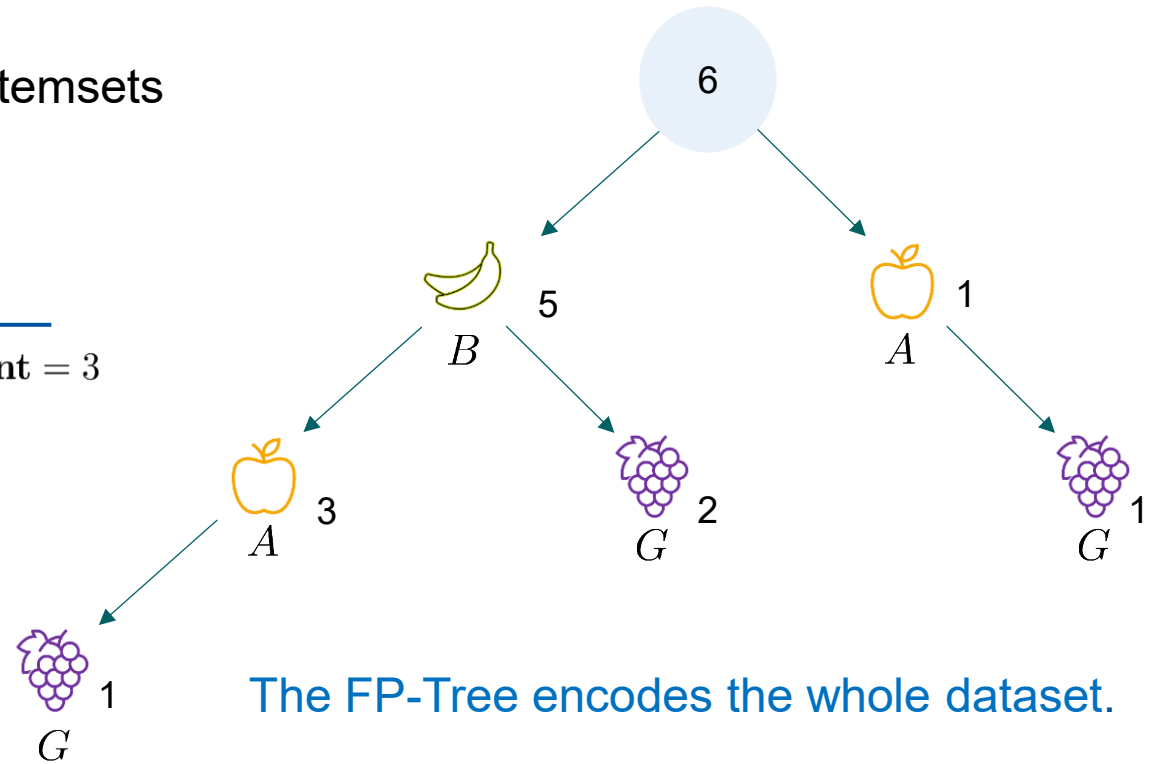 temsets
6
5
B
1
A
nt = 3
3
A
2
G
1
G
1
G
The FP-Tree encodes the whole dataset.